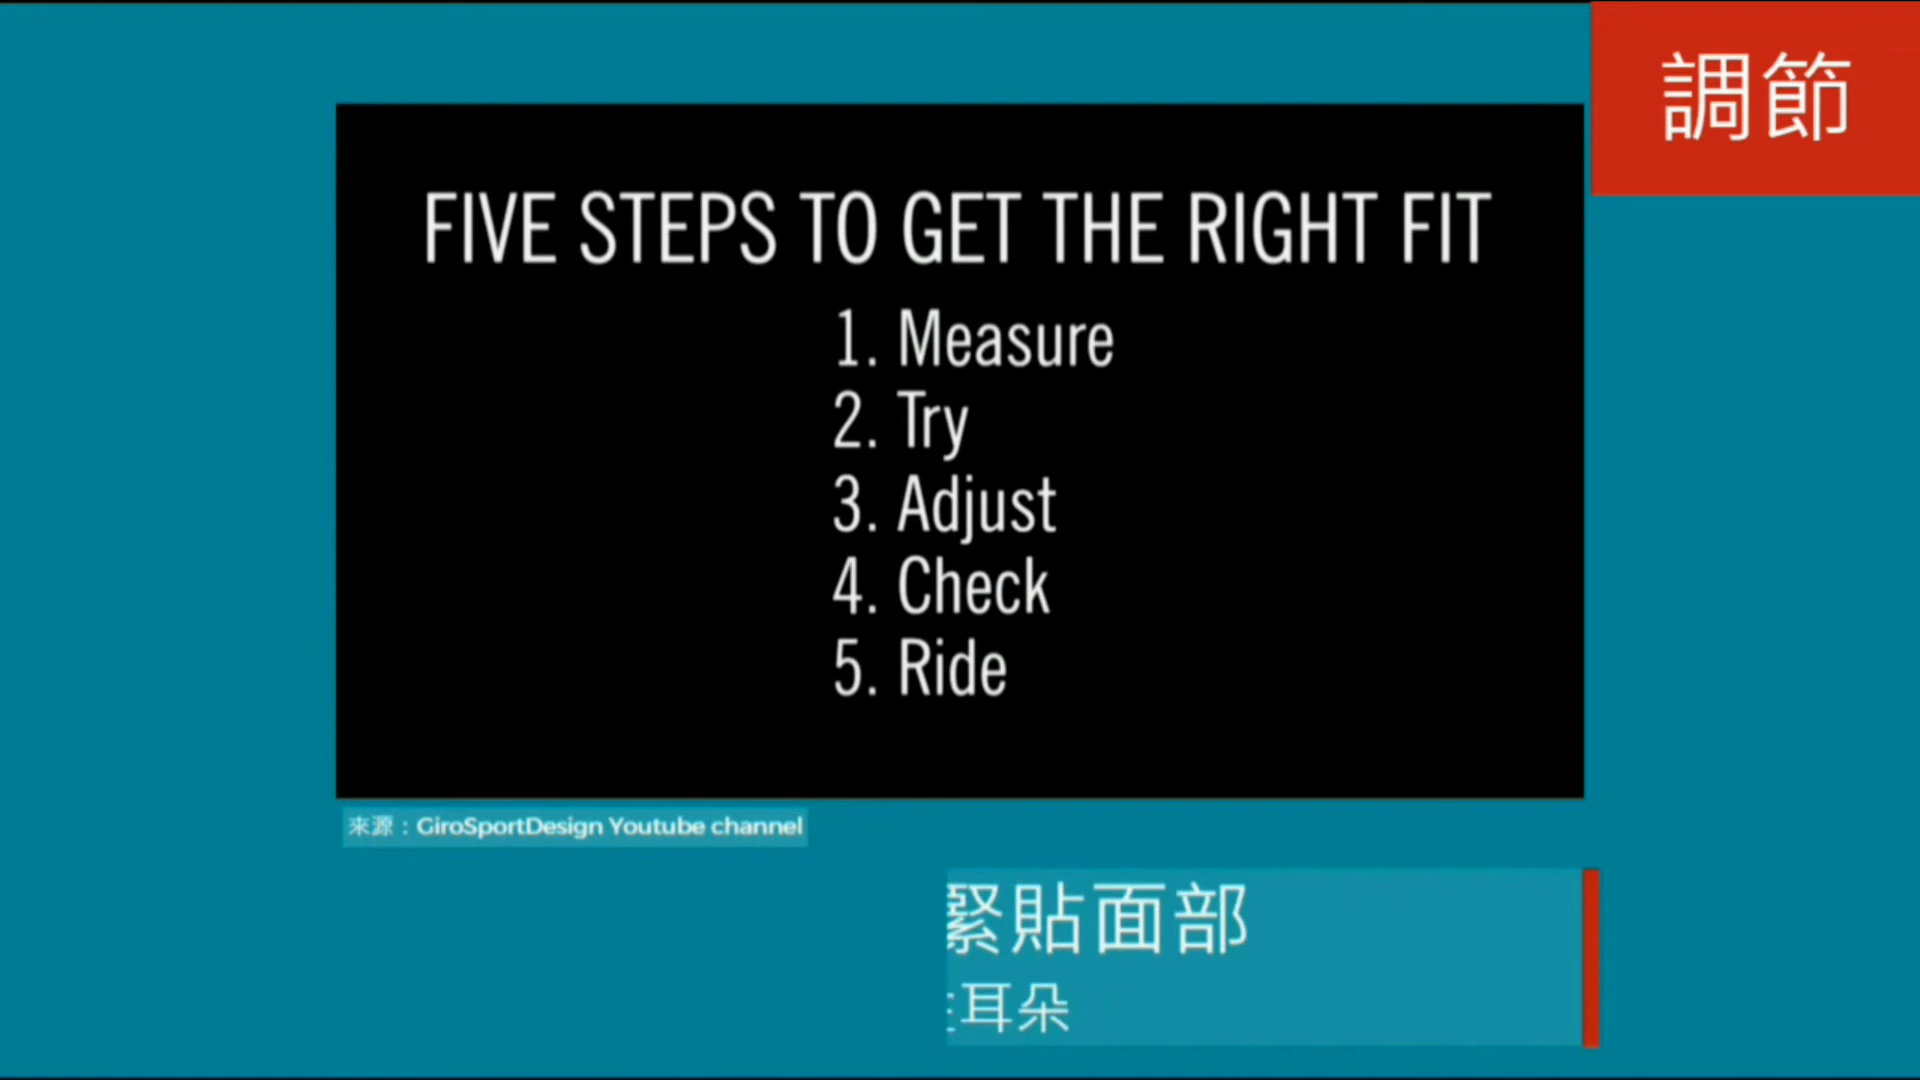 調節
FIVE STEPS TO GET THE RIGHT FIT
1. Measure
2. Try
3. Adjust
4. Check
5. Ride
來源：GiroSportDesign Youtube channel
緊貼面部
耳朵